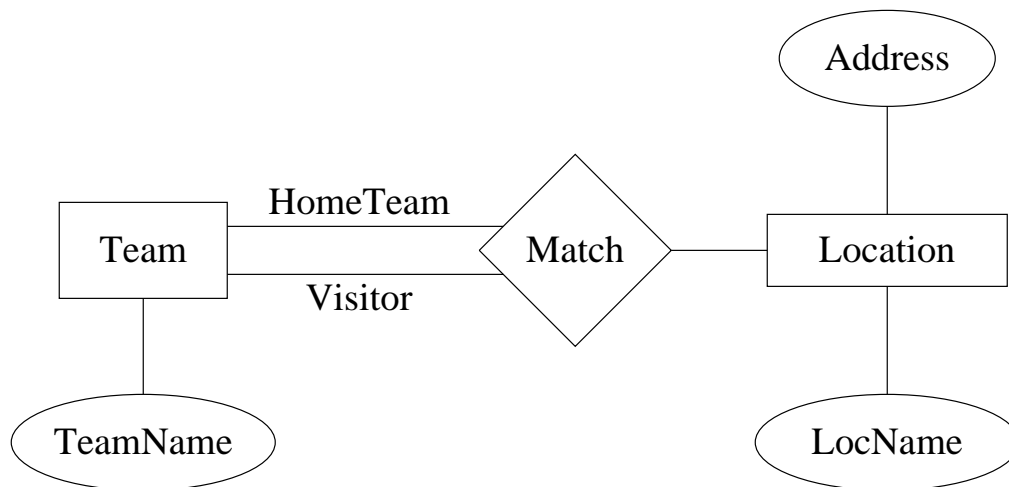 Address
HomeTeam
Team
Match
Location
Visitor
TeamName
LocName